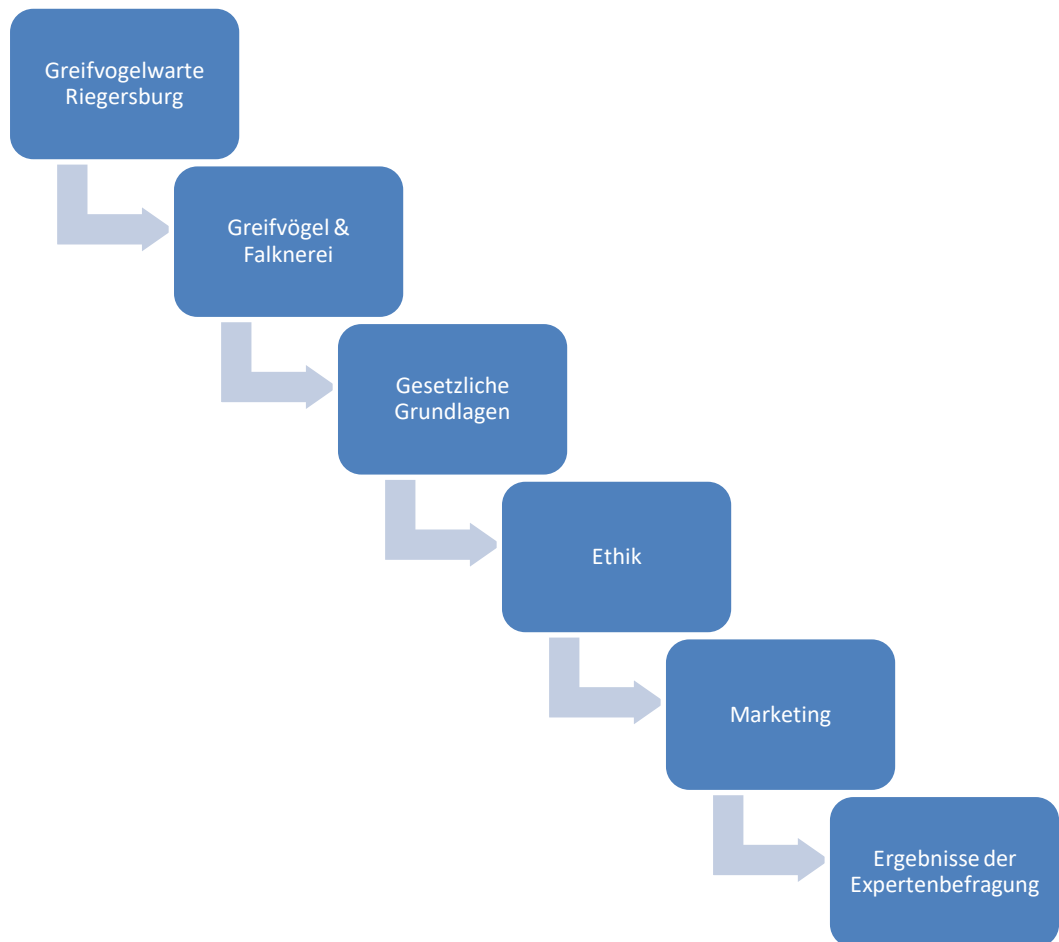 Greifvogelwarte
Riegersburg
Greifvögel &
Falknerei
Gesetzliche
Grundlagen
Ethik
Marketing
Ergebnisse der
Expertenbefragung